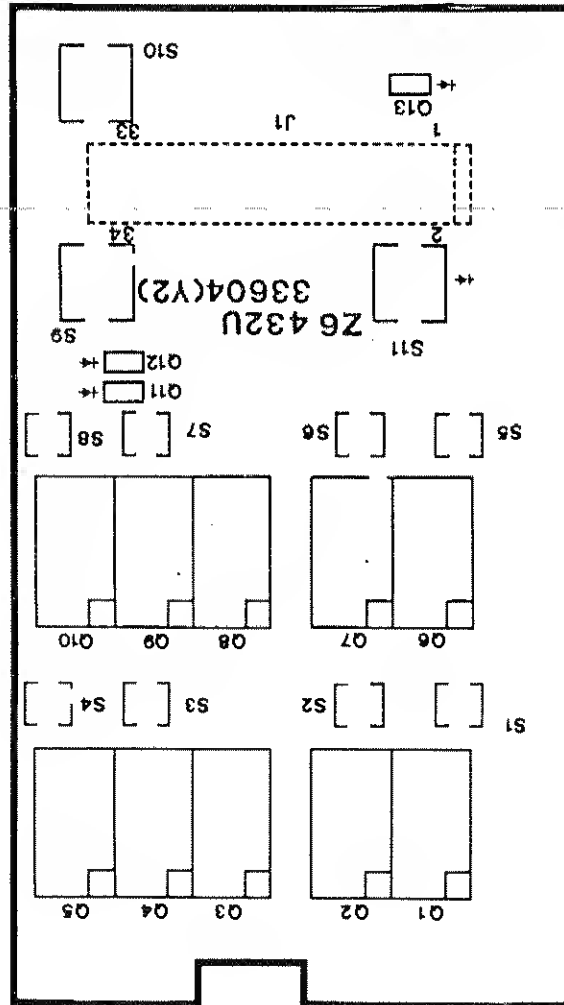 Q1 Q2 Q3 Q4 Q5
S1 S2 S3 S4
Q6 Q7 Q8 Q9 Q10
S5 S6 S7 S8
Q11
Q12
S11 S9
Z6 432U
33604(Y2)
2 34
1 J1 33
Q13
S10